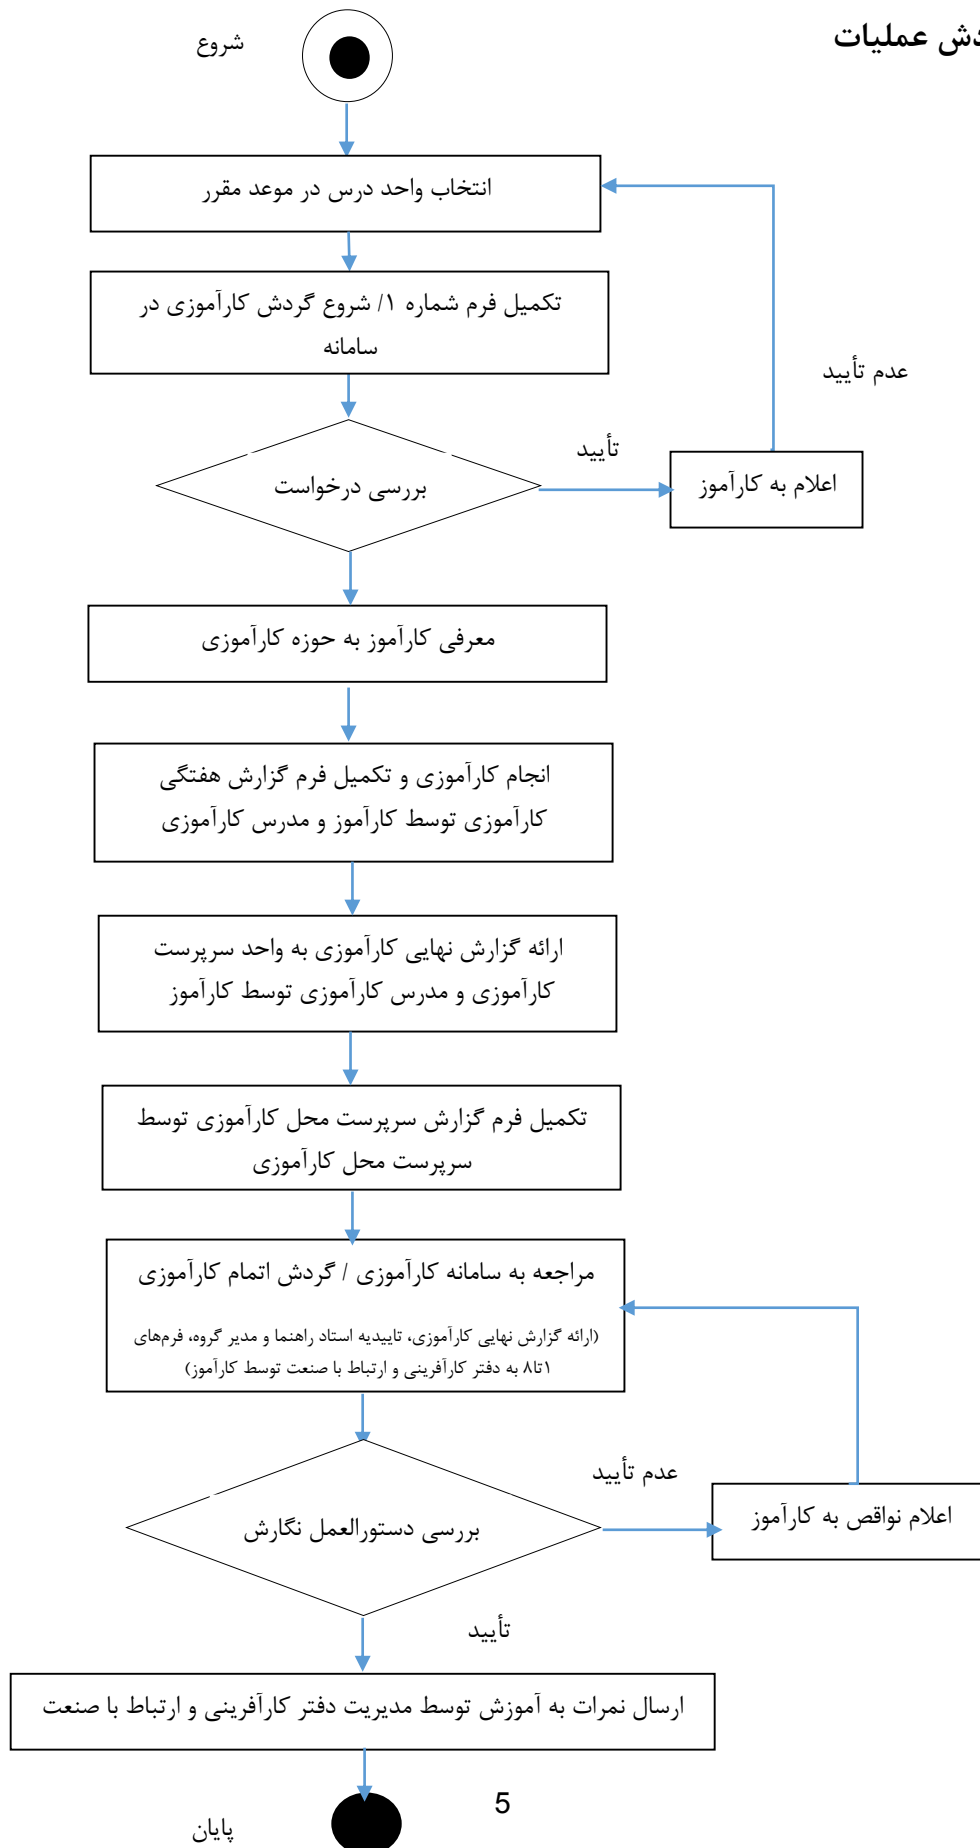 دش عملیات
شروع
انتخاب واحد درس در موعد مقرر
تکمیل فرم شماره ۱/ شروع گردش کارآموزی در
سامانه
عدم تأیید
تأیید
بررسی درخواست
اعلام به کارآموز
معرفی کارآموز به حوزه کارآموزی
انجام کارآموزی و تکمیل فرم گزارش هفتگی
کارآموزی توسط کارآموز و مدرس کارآموزی
ارائه گزارش نهایی کارآموزی به واحد سرپرست
کارآموزی و مدرس کارآموزی توسط کارآموز
تکمیل فرم گزارش سرپرست محل کارآموزی توسط
سرپرست محل کارآموزی
مراجعه به سامانه کارآموزی / گردش اتمام کارآموزی
(ارائه گزارش نهایی کارآموزی، تاییدیه استاد راهنما و مدیر گروه، فرم‌های
۱تا۸ به دفتر کارآفرینی و ارتباط با صنعت توسط کارآموز)
عدم تأیید
بررسی دستورالعمل نگارش
اعلام نواقص به کارآموز
تأیید
ارسال نمرات به آموزش توسط مدیریت دفتر کارآفرینی و ارتباط با صنعت
5
پایان